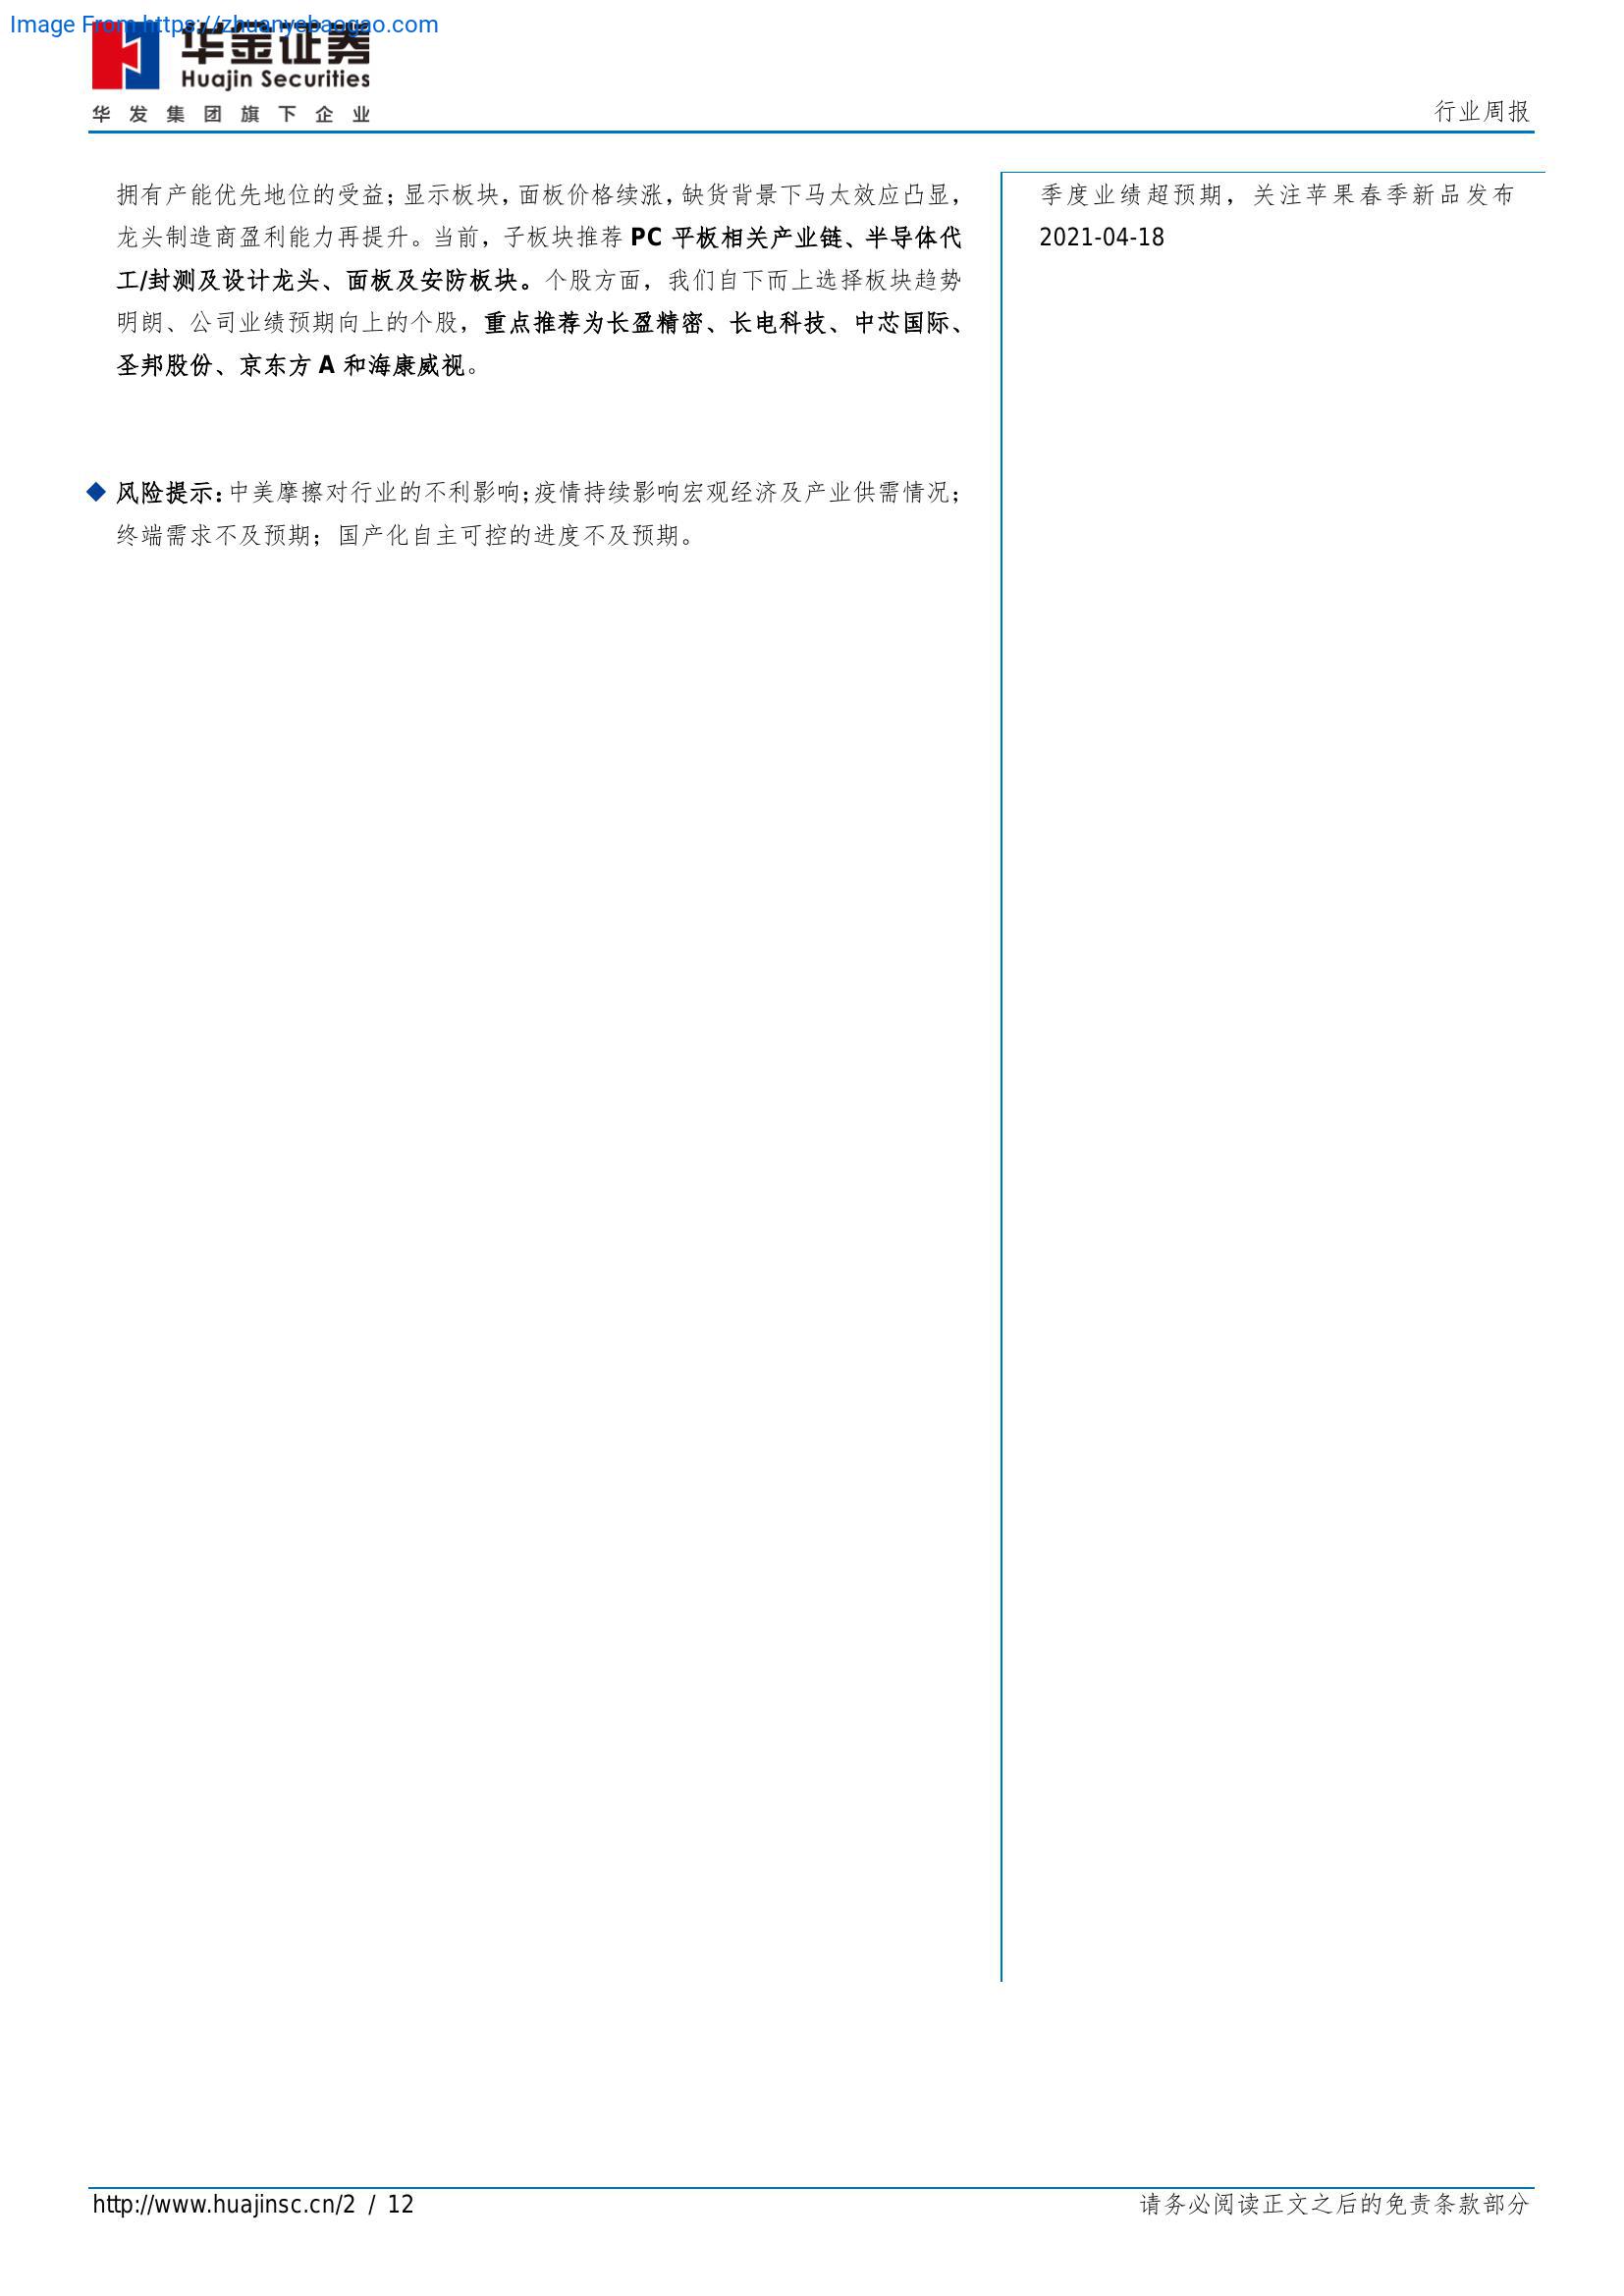 Image From https://zhuanyebaogao.com
华金证券
Huajin Securities
华发集团旗下企业
行业周报
拥有产能优先地位的受益；显示板块，面板价格续涨，缺货背景下马太效应凸显，
龙头制造商盈利能力再提升。当前，子板块推荐 PC 平板相关产业链、半导体代
工/封测及设计龙头、面板及安防板块。个股方面，我们自下而上选择板块趋势
明朗、公司业绩预期向上的个股，重点推荐为长盈精密、长电科技、中芯国际、
圣邦股份、京东方 A 和海康威视。
◆ 风险提示：中美摩擦对行业的不利影响；疫情持续影响宏观经济及产业供需情况；
终端需求不及预期；国产化自主可控的进度不及预期。
季度业绩超预期，关注苹果春季新品发布
2021-04-18
http://www.huajinsc.cn/2 / 12
请务必阅读正文之后的免责条款部分